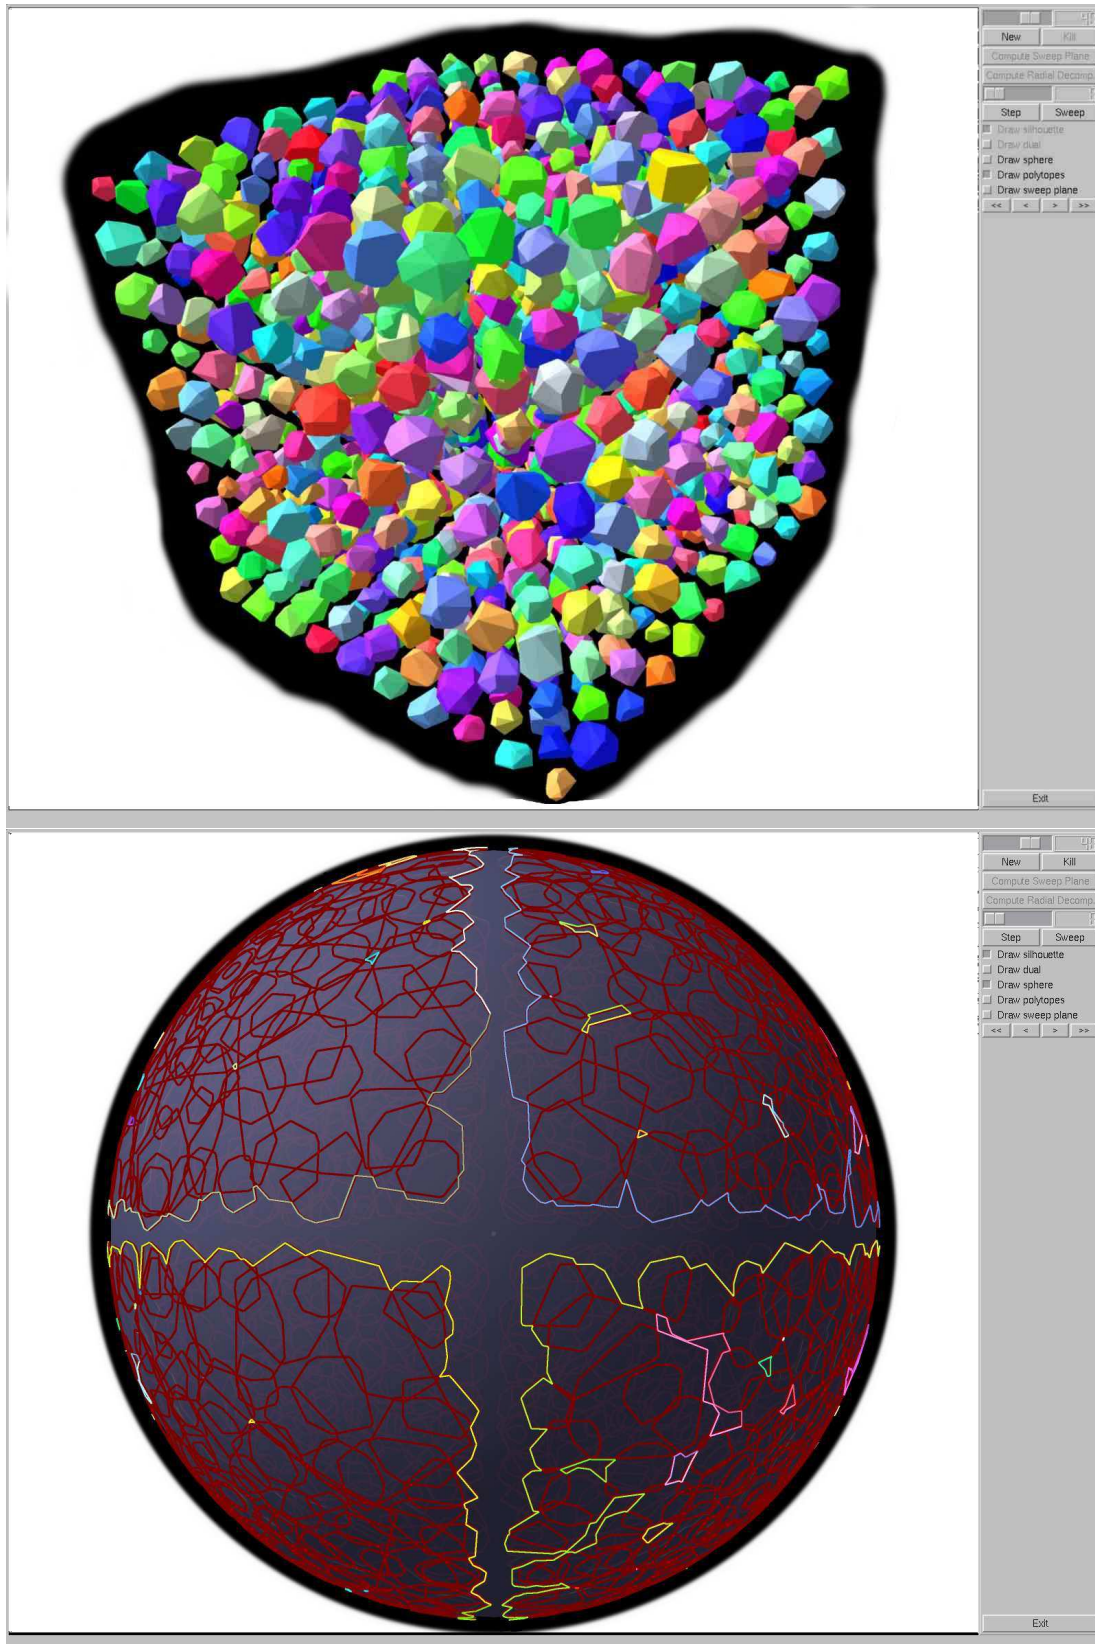 New Kill
Compute Sweep Plane
Compute Radial Decomp.
Step Sweep
Draw silhouette
Draw dual
Draw sphere
Draw polytopes
Draw sweep plane
<< < > >>
Exit
New Kill
Compute Sweep Plane
Compute Radial Decomp.
Step Sweep
Draw silhouette
Draw dual
Draw sphere
Draw polytopes
Draw sweep plane
<< < > >>
Exit